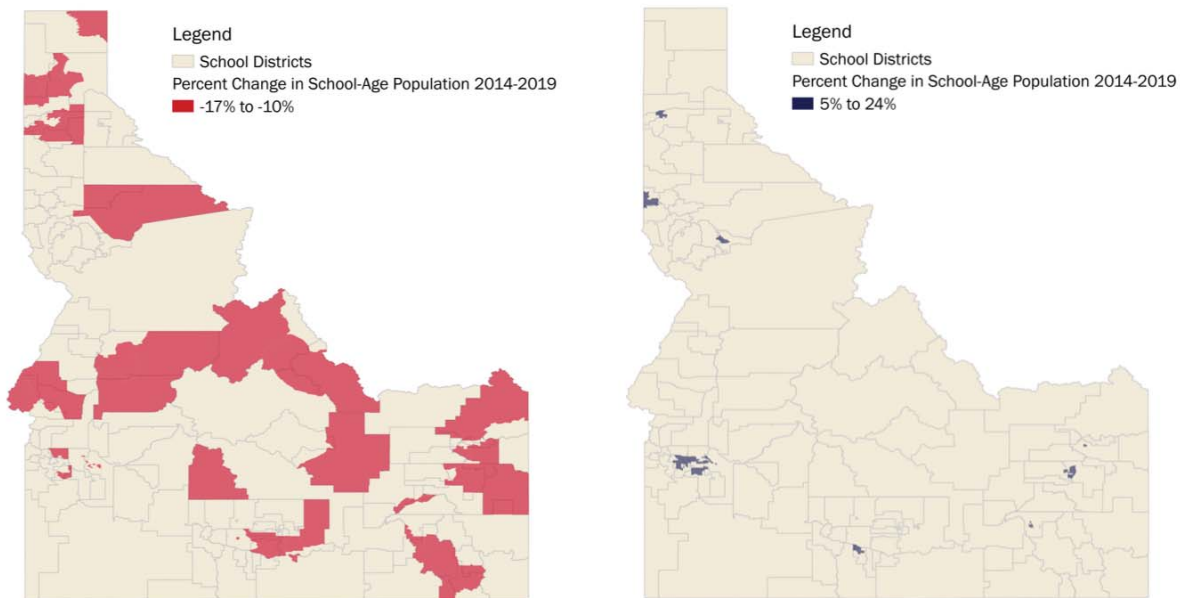 Legend
School Districts
Percent Change in School-Age Population 2014-2019
-17% to -10%
Legend
School Districts
Percent Change in School-Age Population 2014-2019
5% to 24%